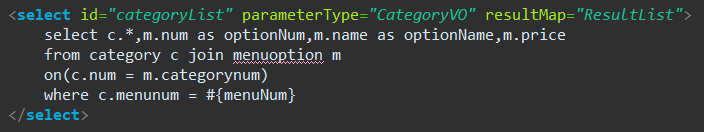 <select id="categoryList" parameterType="CategoryVO" resultMap="ResultList">
select c.*,m.num as optionNum,m.name as optionName,m.price
from category c join menuoption m
on(c.num = m.categorynum)
where c.menunum = #{menuNum}
</select>